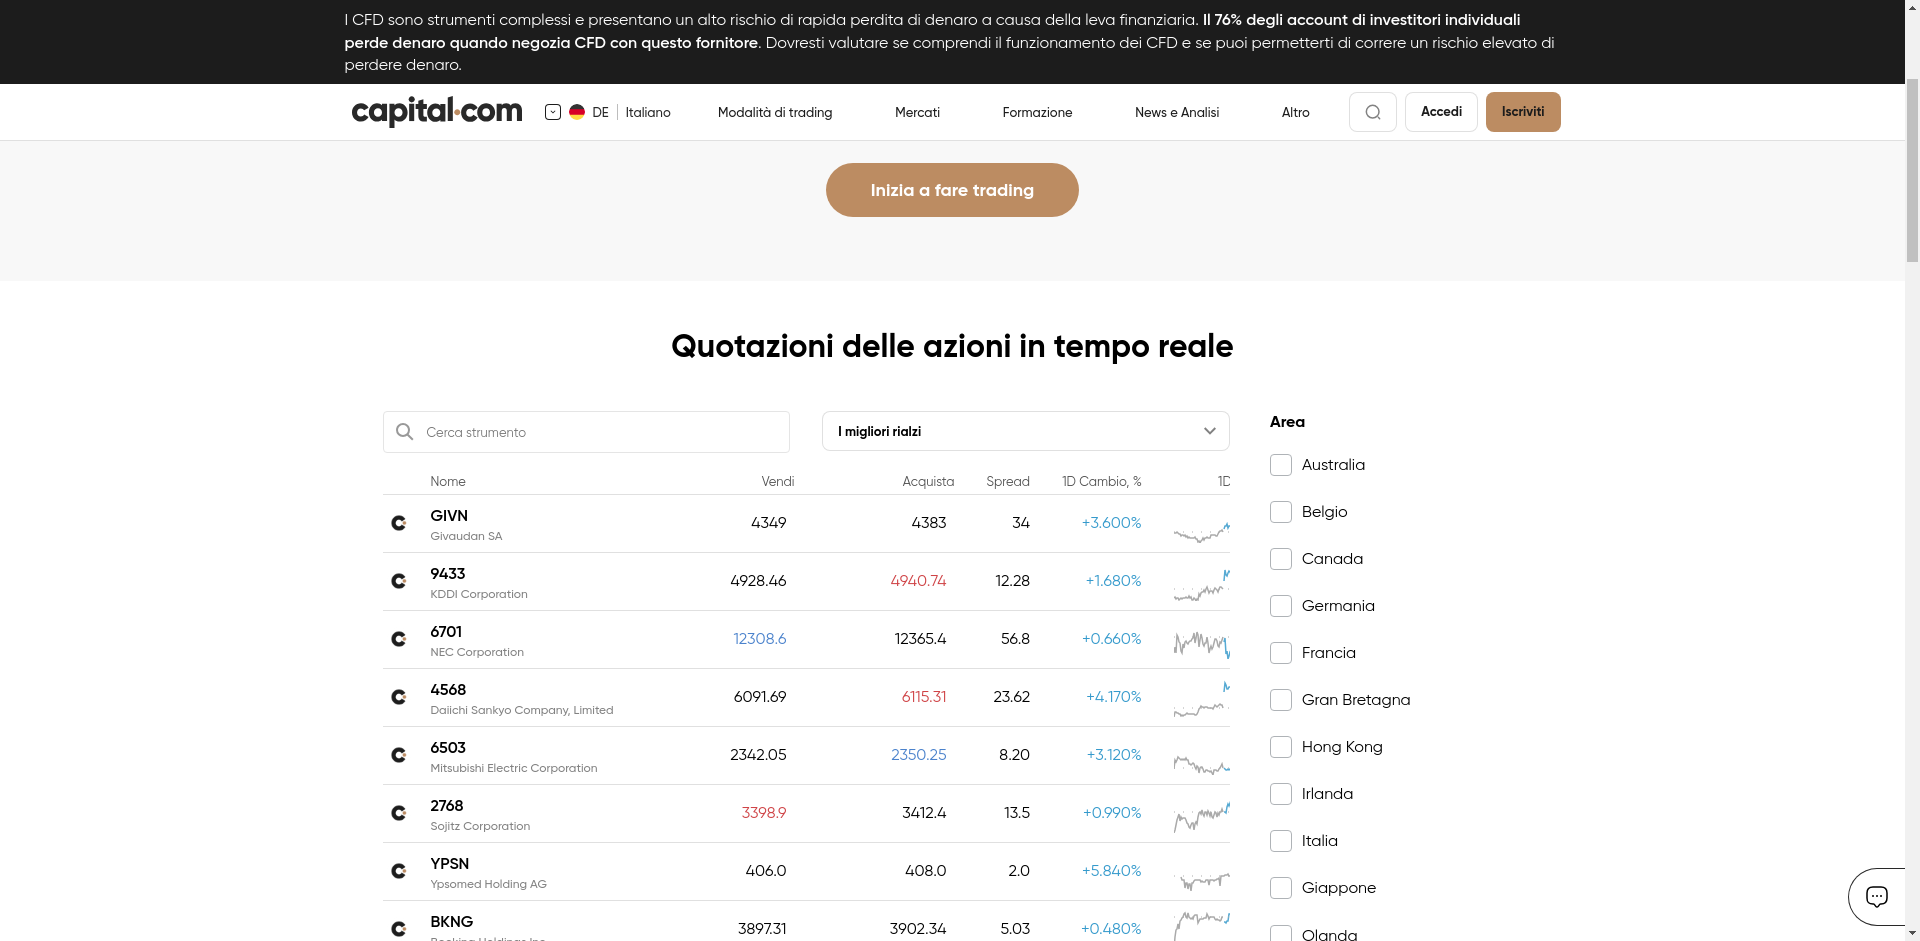 I CFD sono strumenti complessi e presentano un alto rischio di rapida perdita di denaro a causa della leva finanziaria. Il 76% degli account di investitori individuali
perde denaro quando negozia CFD con questo fornitore. Dovresti valutare se comprendi il funzionamento dei CFD e se puoi permetterti di correre un rischio elevato di
perdere denaro.
capital.com DE Italiano Modalità di trading Mercati Formazione News e Analisi Altro Accedi Iscriviti
Inizia a fare trading
Quotazioni delle azioni in tempo reale
Cerca strumento I migliori rialzi
Nome Vendi Acquista Spread 1D Cambio, % 1D
GIVN 4349 4383 34 +3.600%
Givaudan SA
9433 4928.46 4940.74 12.28 +1.680%
KDDI Corporation
6701 12308.6 12365.4 56.8 +0.660%
NEC Corporation
4568 6091.69 6115.31 23.62 +4.170%
Daiichi Sankyo Company, Limited
6503 2342.05 2350.25 8.20 +3.120%
Mitsubishi Electric Corporation
2768 3398.9 3412.4 13.5 +0.990%
Sojitz Corporation
YPSN 406.0 408.0 2.0 +5.840%
Ypsomed Holding AG
BKNG 3897.31 3902.34 5.03 +0.480%
Booking Holdings Inc
Area
Australia
Belgio
Canada
Germania
Francia
Gran Bretagna
Hong Kong
Irlanda
Italia
Giappone
Olanda